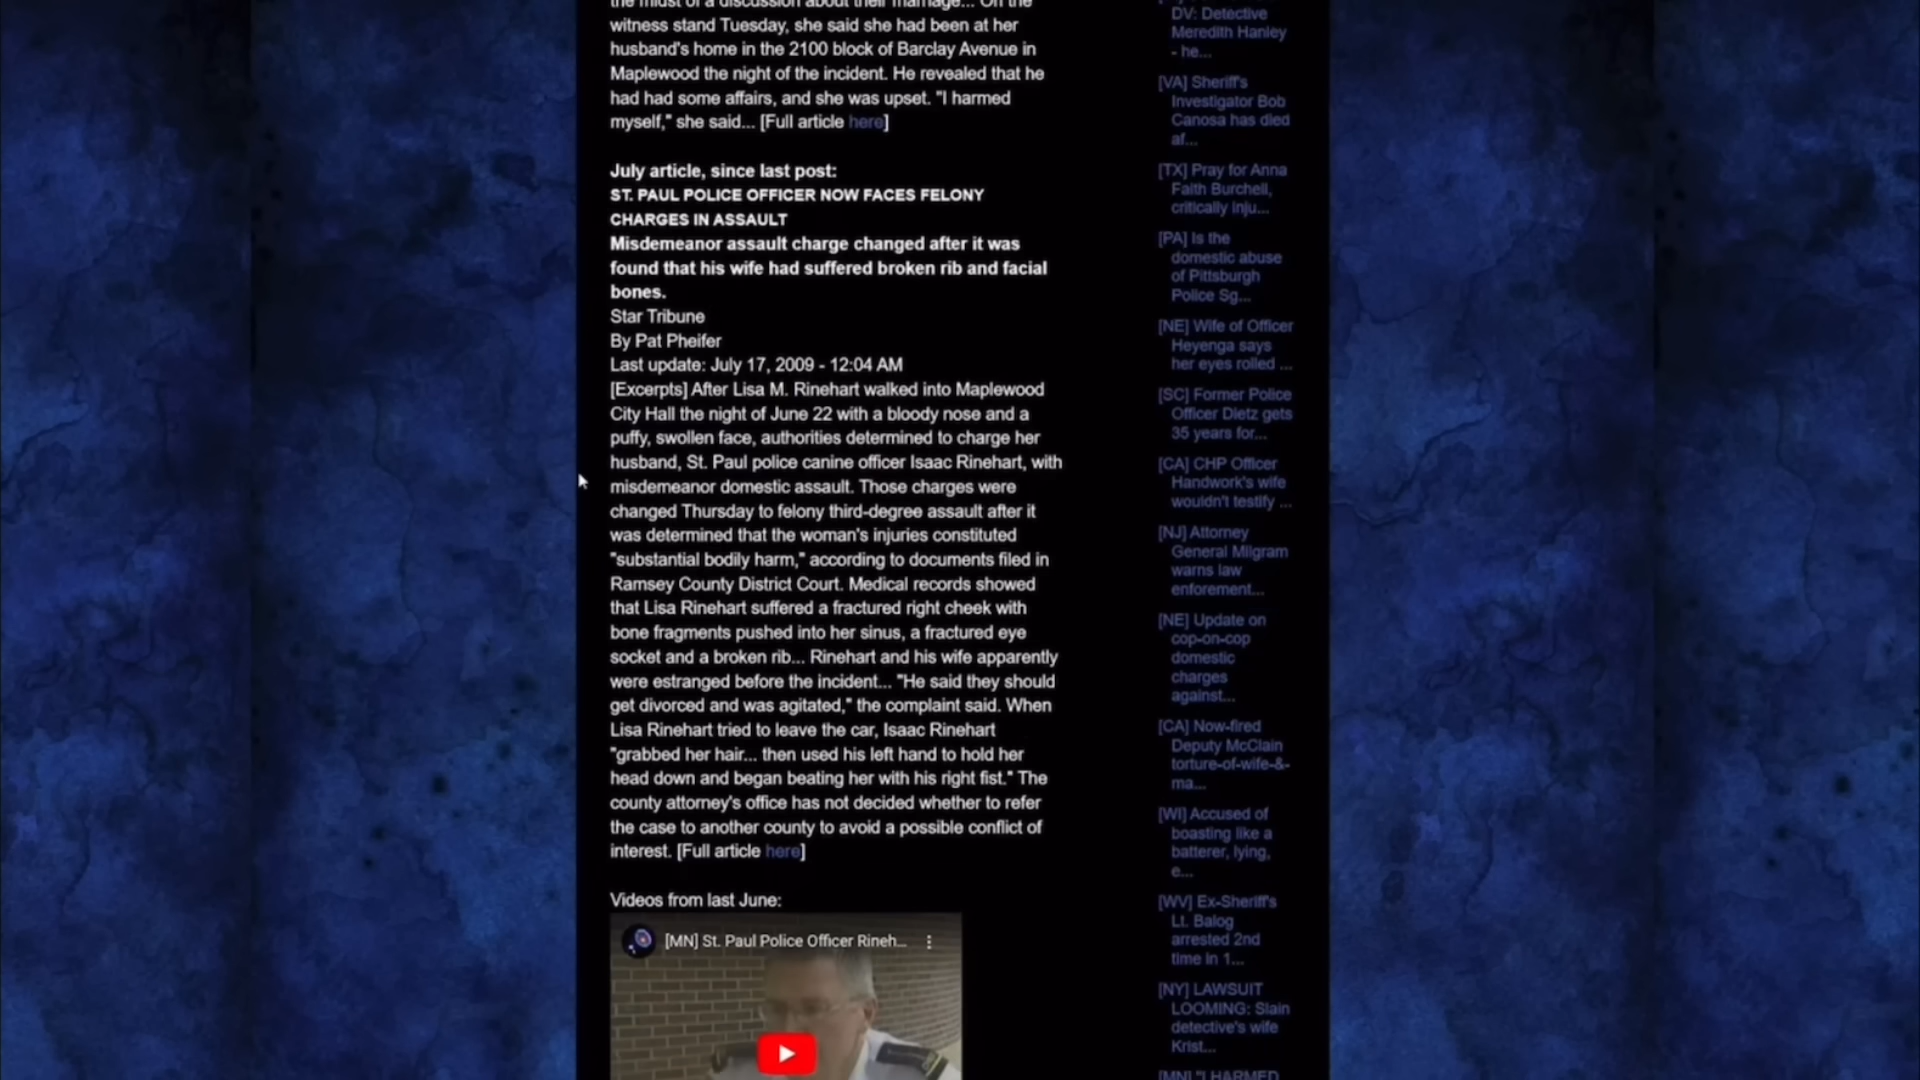 the midst of a discussion about their marriage... On the
witness stand Tuesday, she said she had been at her
husband's home in the 2100 block of Barclay Avenue in
Maplewood the night of the incident. He revealed that he
had had some affairs, and she was upset. "I harmed
myself," she said... [Full article here]
July article, since last post:
ST. PAUL POLICE OFFICER NOW FACES FELONY
CHARGES IN ASSAULT
Misdemeanor assault charge changed after it was
found that his wife had suffered broken rib and facial
bones.
Star Tribune
By Pat Pheifer
Last update: July 17, 2009 - 12:04 AM
[Excerpts] After Lisa M. Rinehart walked into Maplewood
City Hall the night of June 22 with a bloody nose and a
puffy, swollen face, authorities determined to charge her
husband, St. Paul police canine officer Isaac Rinehart, with
misdemeanor domestic assault. Those charges were
changed Thursday to felony third-degree assault after it
was determined that the woman's injuries constituted
"substantial bodily harm," according to documents filed in
Ramsey County District Court. Medical records showed
that Lisa Rinehart suffered a fractured right cheek with
bone fragments pushed into her sinus, a fractured eye
socket and a broken rib... Rinehart and his wife apparently
were estranged before the incident... "He said they should
get divorced and was agitated," the complaint said. When
Lisa Rinehart tried to leave the car, Isaac Rinehart
"grabbed her hair... then used his left hand to hold her
head down and began beating her with his right fist." The
county attorney's office has not decided whether to refer
the case to another county to avoid a possible conflict of
interest. [Full article here]
Videos from last June:
[MN] St. Paul Police Officer Rineh...
DV: Detective
Meredith Hanley
- he...
[VA] Sheriff's
Investigator Bob
Canosa has died
af...
[TX] Pray for Anna
Faith Burchell,
critically inju...
[PA] Is the
domestic abuse
of Pittsburgh
Police Sg...
[NE] Wife of Officer
Heyenga says
her eyes rolled ...
[SC] Former Police
Officer Dietz gets
35 years for...
[CA] CHP Officer
Handwork's wife
wouldn't testify ...
[NJ] Attorney
General Milgram
warns law
enforement...
[NE] Update on
cop-on-cop
domestic
charges
against...
[CA] Now-fired
Deputy McClain
torture-of-wife-&-
ma...
[WI] Accused of
boasting like a
batterer, lying,
e...
[WV] Ex-Sheriff's
Lt. Balog
arrested 2nd
time in 1...
[NY] LAWSUIT
LOOMING: Slain
detective's wife
Krist...
[MN] "I HARMED